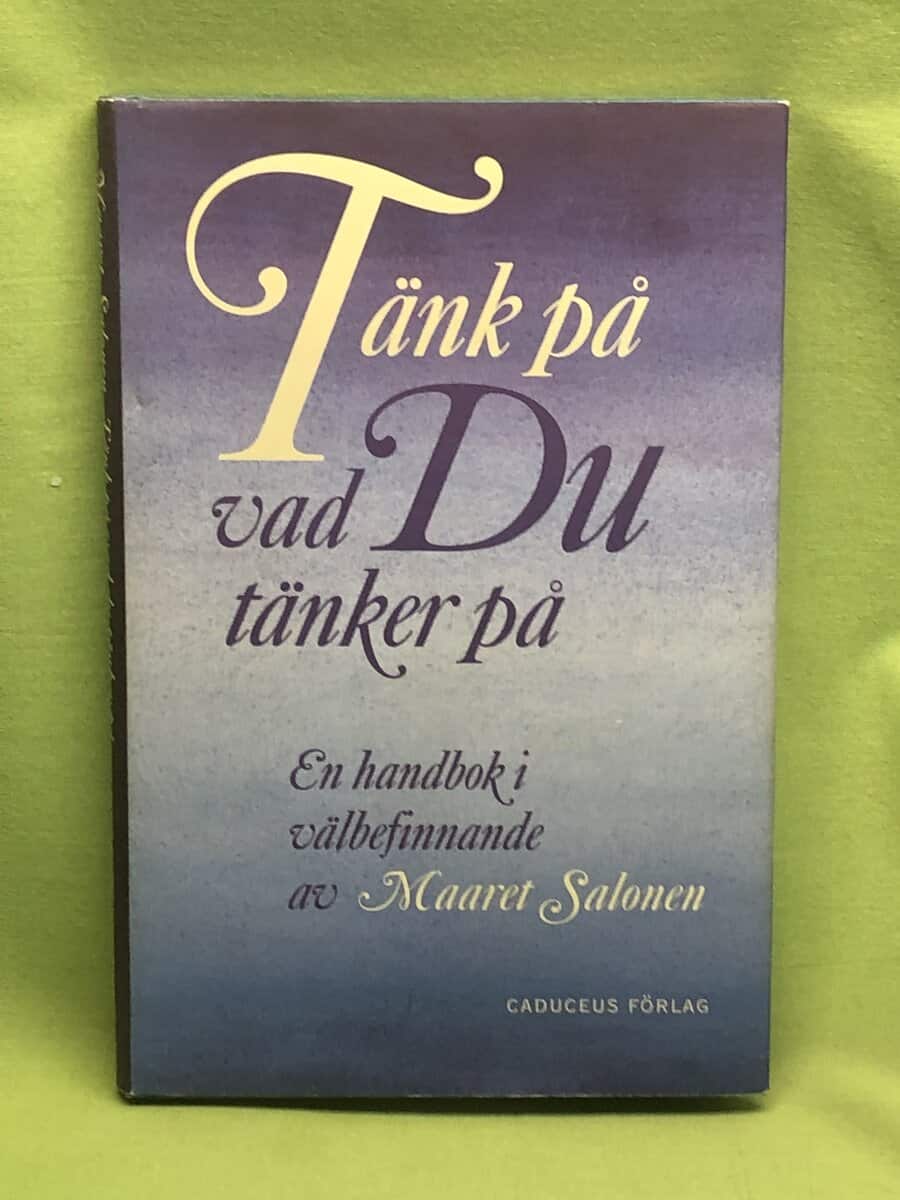 Tänk på
vad Du
tänker på
En handbok i
välbefinnande
av Maaret Salonen
CADUCEUS FÖRLAG